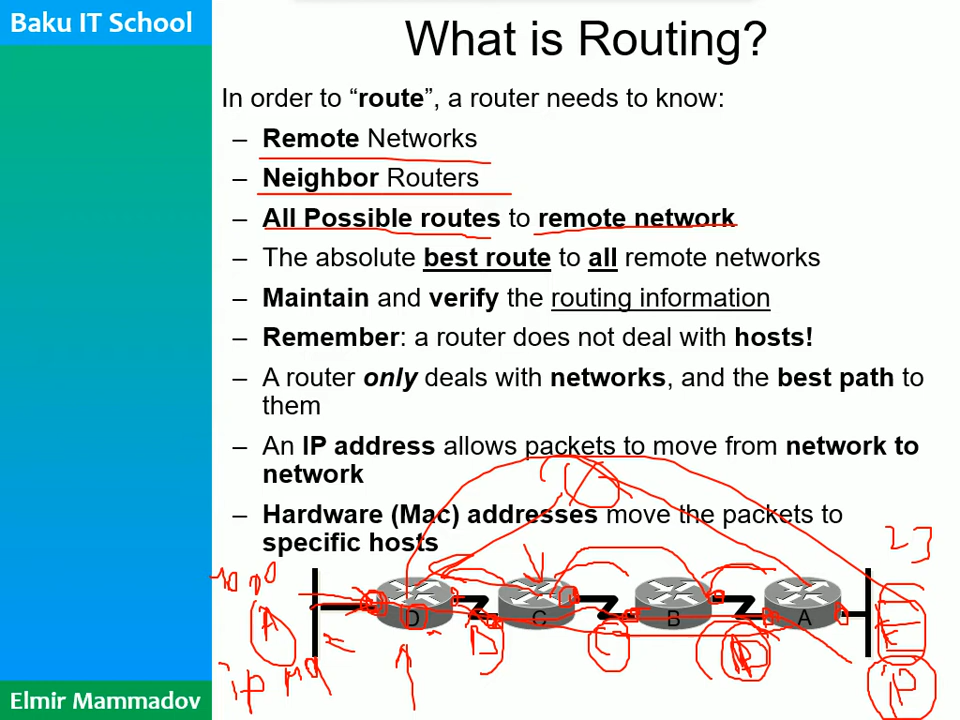 Baku IT School
What is Routing?
In order to “route”, a router needs to know:
– Remote Networks
– Neighbor Routers
– All Possible routes to remote network
– The absolute best route to all remote networks
– Maintain and verify the routing information
– Remember: a router does not deal with hosts!
– A router only deals with networks, and the best path to
them
– An IP address allows packets to move from network to
network
– Hardware (Mac) addresses move the packets to
specific hosts
23
D C B A
A
ip
Elmir Mammadov